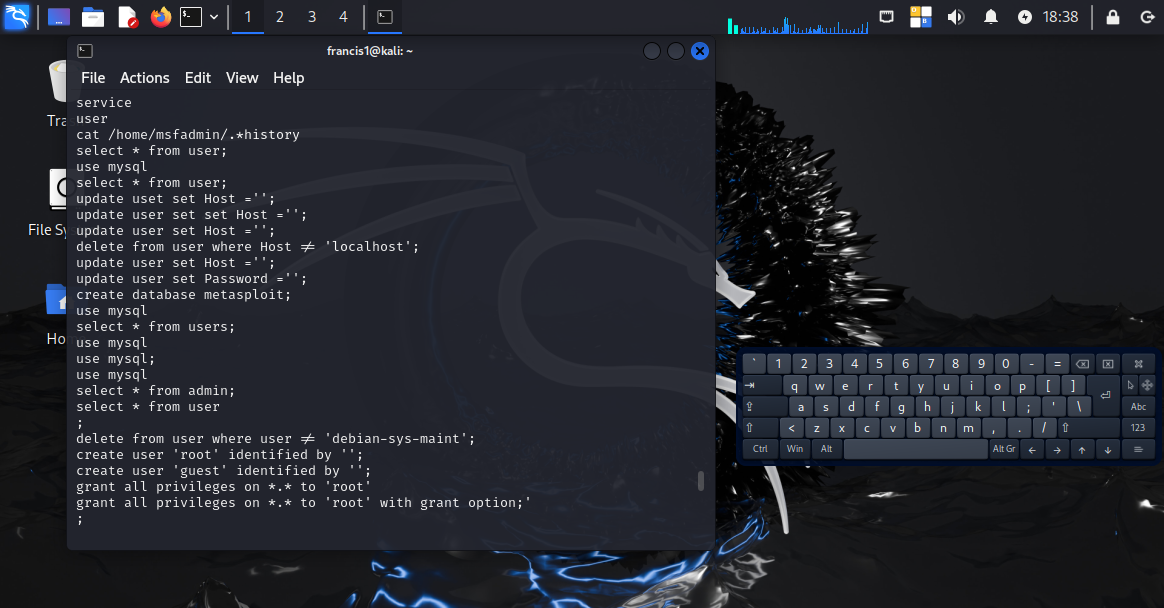 1 2 3 4
18:38
francis1@kali: ~
File Actions Edit View Help
service
user
cat /home/msfadmin/.*history
select * from user;
use mysql
select * from user;
update uset set Host ='';
update user set set Host ='';
update user set Host ='';
delete from user where Host ≠ 'localhost';
update user set Host ='';
update user set Password ='';
create database metasploit;
use mysql
select * from users;
use mysql
use mysql;
use mysql
select * from admin;
select * from user
;
delete from user where user ≠ 'debian-sys-maint';
create user 'root' identified by '';
create user 'guest' identified by '';
grant all privileges on *.* to 'root'
grant all privileges on *.* to 'root' with grant option;'
;
Tra
File Sy
Ho
` 1 2 3 4 5 6 7 8 9 0 - =
q w e r t y u i o p [ ]
a s d f g h j k l ; ' \ Abc
< z x c v b n m , . / 123
Ctrl Win Alt Alt Gr ← → ↑ ↓